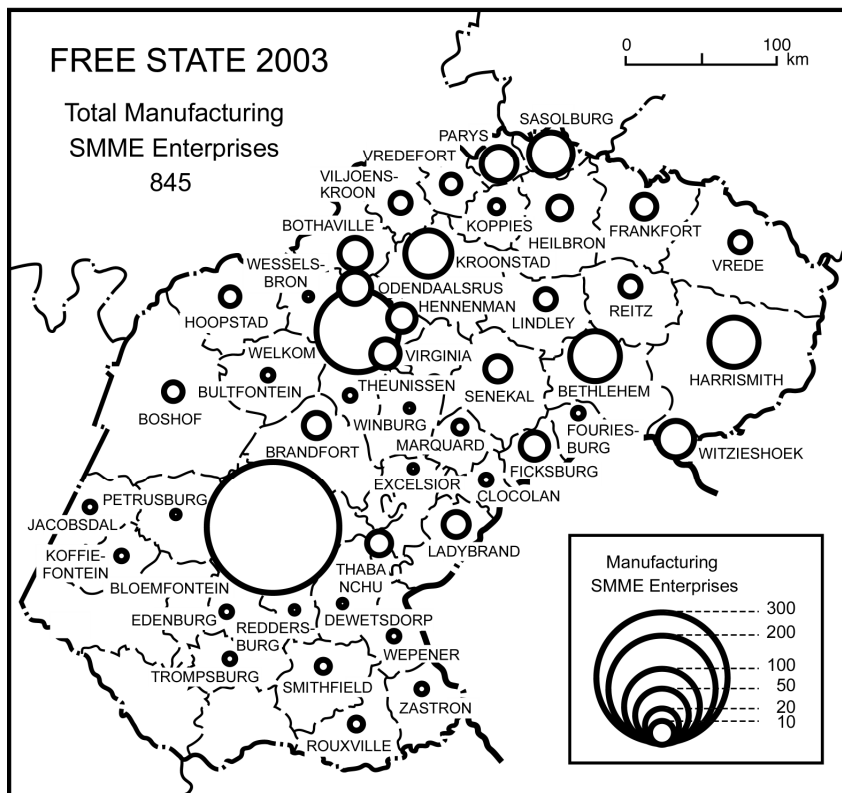 FREE STATE 2003
Total Manufacturing
SMME Enterprises
845
0
100
km
SASOLBURG
PARYS
VREDEFORT
VILJOENS-
KROON
KOPPIES
HEILBRON
FRANKFORT
BOTHAVILLE
KROONSTAD
VREDE
WESSELS-
BRON
ODENDAALSRUS
HENNENMAN
HOOPSTAD
LINDLEY
REITZ
WELKOM
VIRGINIA
BULTFONTEIN
THEUNISSEN
SENEKAL
BETHLEHEM
HARRISMITH
BOSHOF
WINBURG
BRANDFORT
MARQUARD
FOURIES-
BURG
WITZIESHOEK
FICKSBURG
EXCELSIOR
CLOCOLAN
PETRUSBURG
JACOBSDAL
KOFFIE-
FONTEIN
LADYBRAND
THABA
NCHU
BLOEMFONTEIN
EDENBURG
REDDERS-
BURG
DEWETSDORP
WEPENER
TROMPSBURG
SMITHFIELD
ZASTRON
ROUXVILLE
Manufacturing
SMME Enterprises
300
200
100
50
20
10